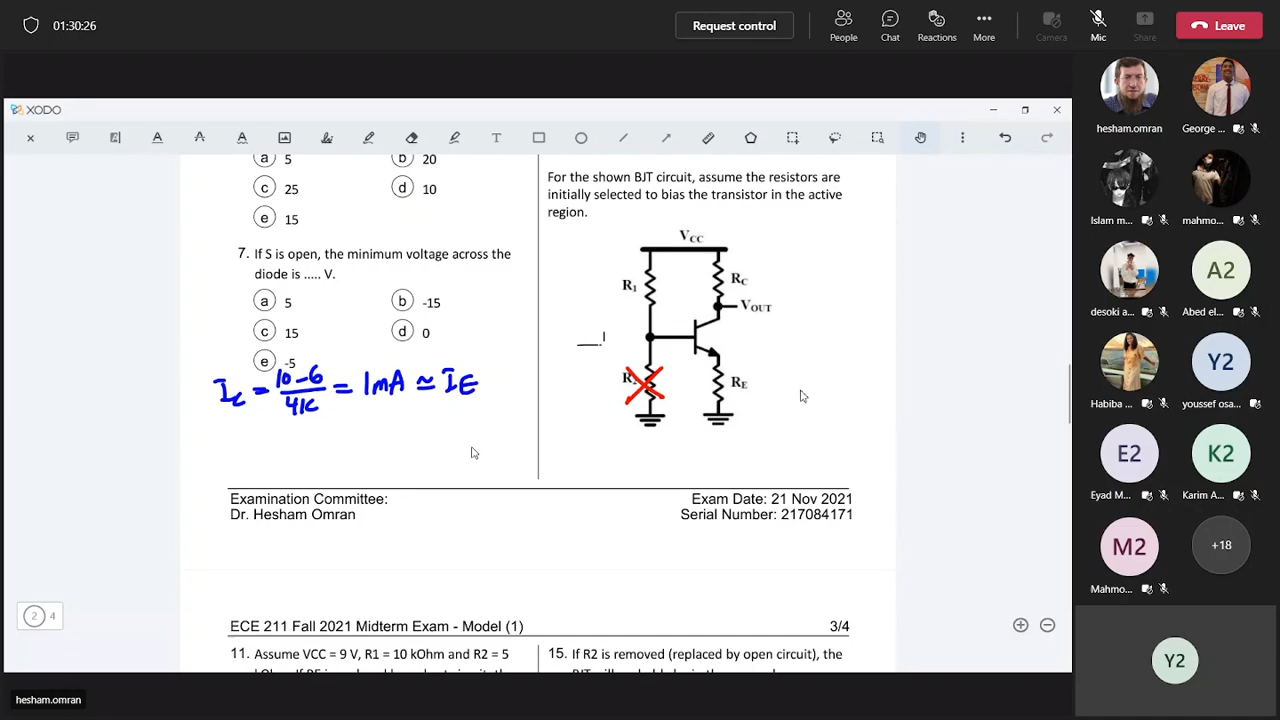 01:30:26
Request control
People
Chat
Reactions
More
Camera
Mic
Share
Leave
XODO
a 5
b 20
c 25
d 10
e 15
7. If S is open, the minimum voltage across the
diode is ..... V.
a 5
b -15
c 15
d 0
e -5
Ic = 10-6 / 4K = 1mA ≃ IE
For the shown BJT circuit, assume the resistors are
initially selected to bias the transistor in the active
region.
VCC
R1
RC
VOUT
RE
Examination Committee:
Dr. Hesham Omran
Exam Date: 21 Nov 2021
Serial Number: 217084171
2 4
ECE 211 Fall 2021 Midterm Exam - Model (1)
3/4
11. Assume VCC = 9 V, R1 = 10 kOhm and R2 = 5
15. If R2 is removed (replaced by open circuit), the
hesham.omran
hesham.omran
George ...
Islam m...
mahmo...
desoki a...
A2
Abed el...
Habiba ...
Y2
youssef osa...
E2
Eyad M...
K2
Karim A...
M2
Mahmo...
+18
Y2